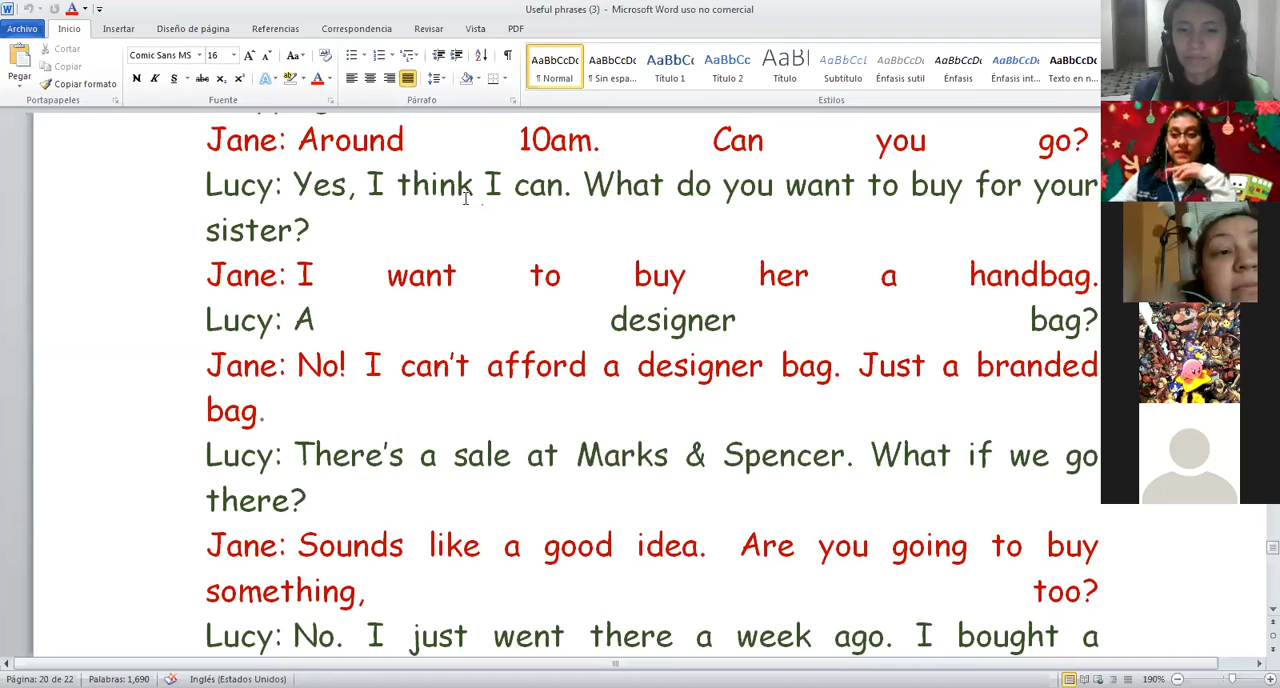 Useful phrases (3) - Microsoft Word uso no comercial
Archivo Inicio Insertar Diseño de página Referencias Correspondencia Revisar Vista PDF
Cortar
Copiar
Copiar formato
Pegar
Comic Sans MS 16
N K S abc x₂ x²
AaBbCcDc AaBbCcDc AaBbC AaBbCc AaBl AaBbCcl AaBbCcDc AaBbCcDc AaBbCcDc AaBbCcDc
¶ Normal ¶ Sin espa... Título 1 Título 2 Título Subtítulo Énfasis sutil Énfasis Énfasis int... Texto en n...
Portapapeles Fuente Párrafo Estilos
Jane: Around 10am. Can you go?
Lucy: Yes, I think I can. What do you want to buy for your
sister?
Jane: I want to buy her a handbag.
Lucy: A designer bag?
Jane: No! I can't afford a designer bag. Just a branded
bag.
Lucy: There's a sale at Marks & Spencer. What if we go
there?
Jane: Sounds like a good idea. Are you going to buy
something, too?
Lucy: No. I just went there a week ago. I bought a
Página: 20 de 22 Palabras: 1,690 Inglés (Estados Unidos) 190%